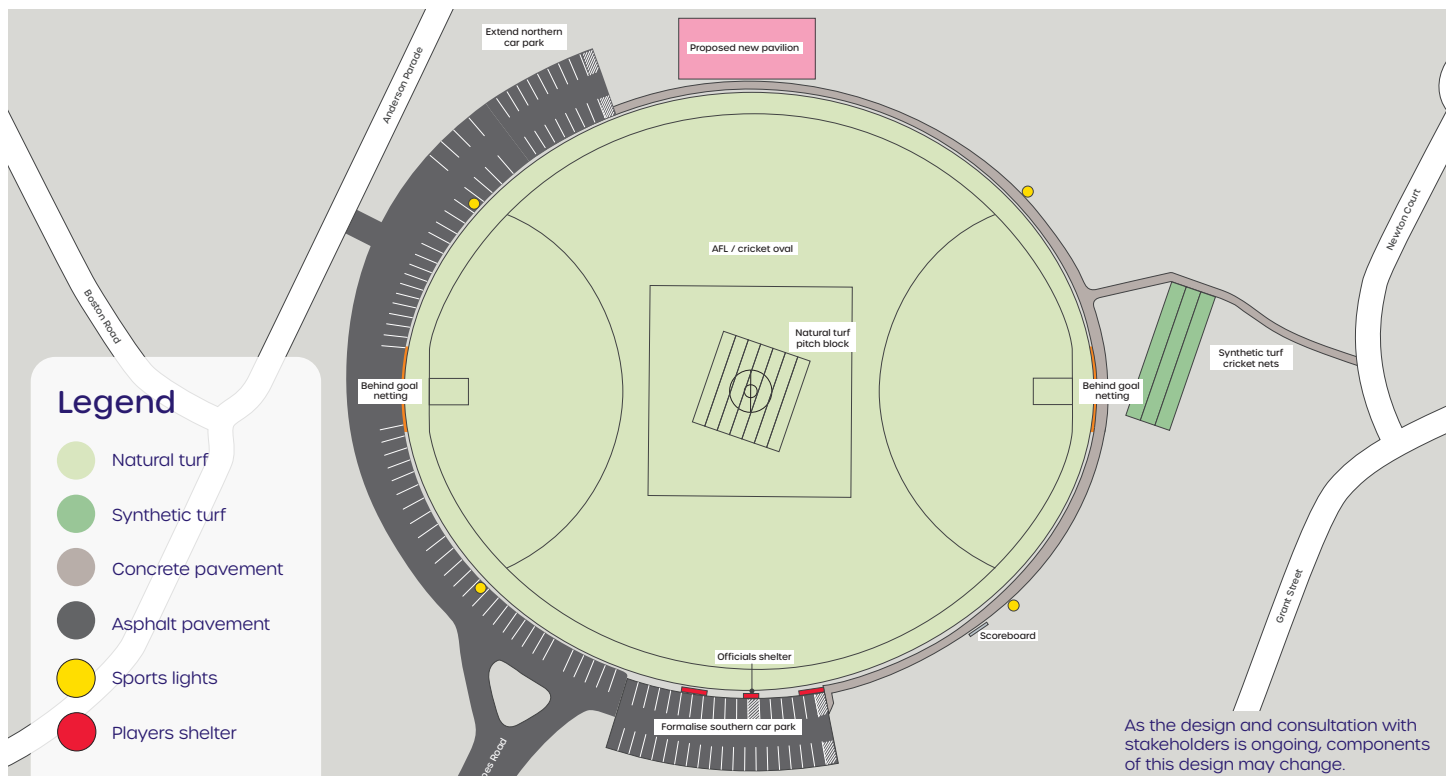 Extend northern
car park
Proposed new pavilion
Anderson Parade
Newton Court
AFL / cricket oval
Boston Road
Natural turf
pitch block
Synthetic turf
cricket nets
Behind goal
netting
Behind goal
netting
Legend
Natural turf
Synthetic turf
Concrete pavement
Asphalt pavement
Sports lights
Players shelter
Grant Street
Scoreboard
Officials shelter
Formalise southern car park
Road
As the design and consultation with
stakeholders is ongoing, components
of this design may change.